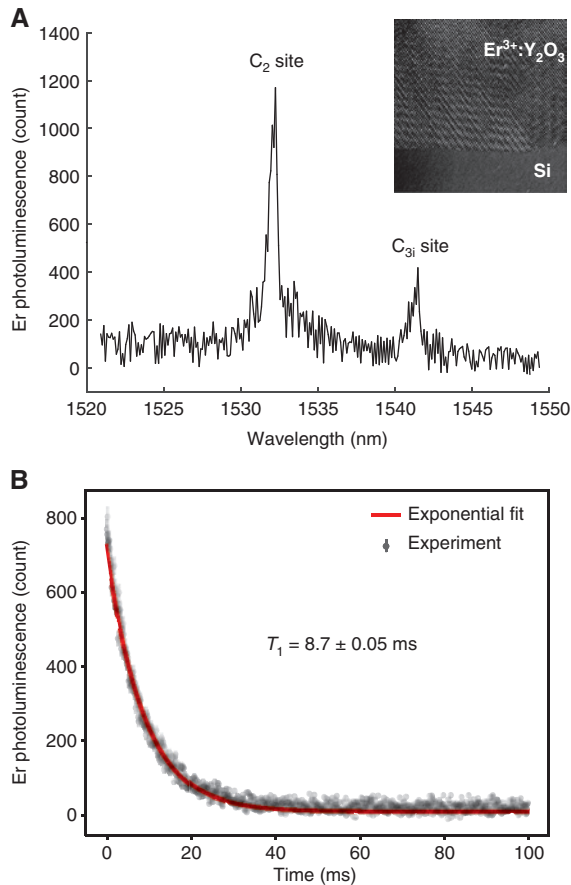 A
1400
1200
1000
800
600
400
200
0
Er photoluminescence (count)
C₂ site
C₃ᵢ site
Er³⁺:Y₂O₃
Si
1520 1525 1530 1535 1540 1545 1550
Wavelength (nm)
B
800
600
400
200
0
Er photoluminescence (count)
Exponential fit
Experiment
T₁ = 8.7 ± 0.05 ms
0 20 40 60 80 100
Time (ms)